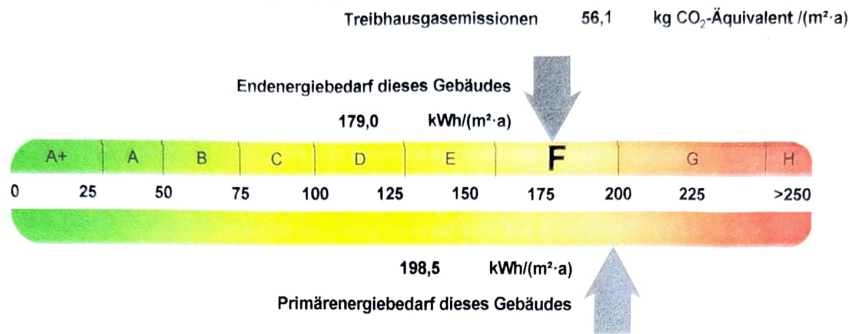 Treibhausgasemissionen 56,1 kg CO₂-Äquivalent /(m²·a)
Endenergiebedarf dieses Gebäudes
179,0 kWh/(m²·a)
A+ A B C D E F G H
0 25 50 75 100 125 150 175 200 225 >250
198,5 kWh/(m²·a)
Primärenergiebedarf dieses Gebäudes